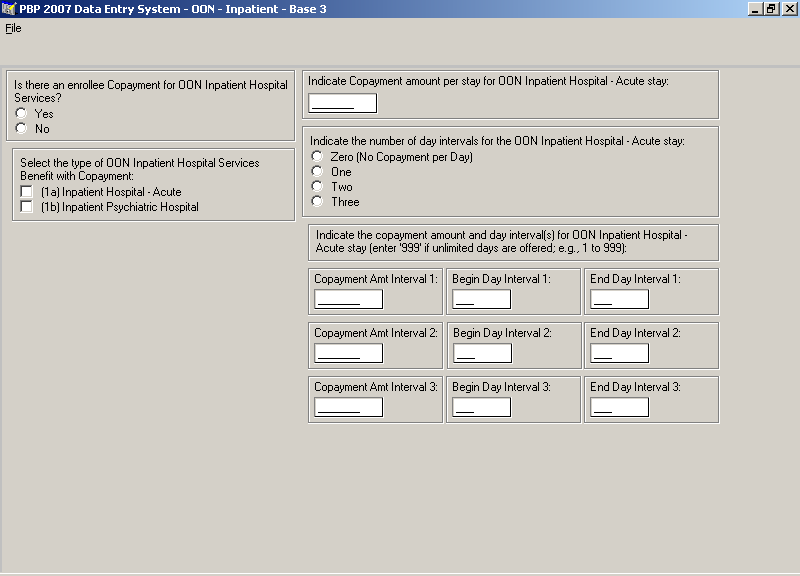 PBP 2007 Data Entry System - OON - Inpatient - Base 3
File
Is there an enrollee Copayment for OON Inpatient Hospital
Services?
Yes
No
Select the type of OON Inpatient Hospital Services
Benefit with Copayment:
(1a) Inpatient Hospital - Acute
(1b) Inpatient Psychiatric Hospital
Indicate Copayment amount per stay for OON Inpatient Hospital - Acute stay:
Indicate the number of day intervals for the OON Inpatient Hospital - Acute stay:
Zero (No Copayment per Day)
One
Two
Three
Indicate the copayment amount and day interval(s) for OON Inpatient Hospital -
Acute stay (enter '999' if unlimited days are offered; e.g., 1 to 999):
Copayment Amt Interval 1: Begin Day Interval 1: End Day Interval 1:
Copayment Amt Interval 2: Begin Day Interval 2: End Day Interval 2:
Copayment Amt Interval 3: Begin Day Interval 3: End Day Interval 3: